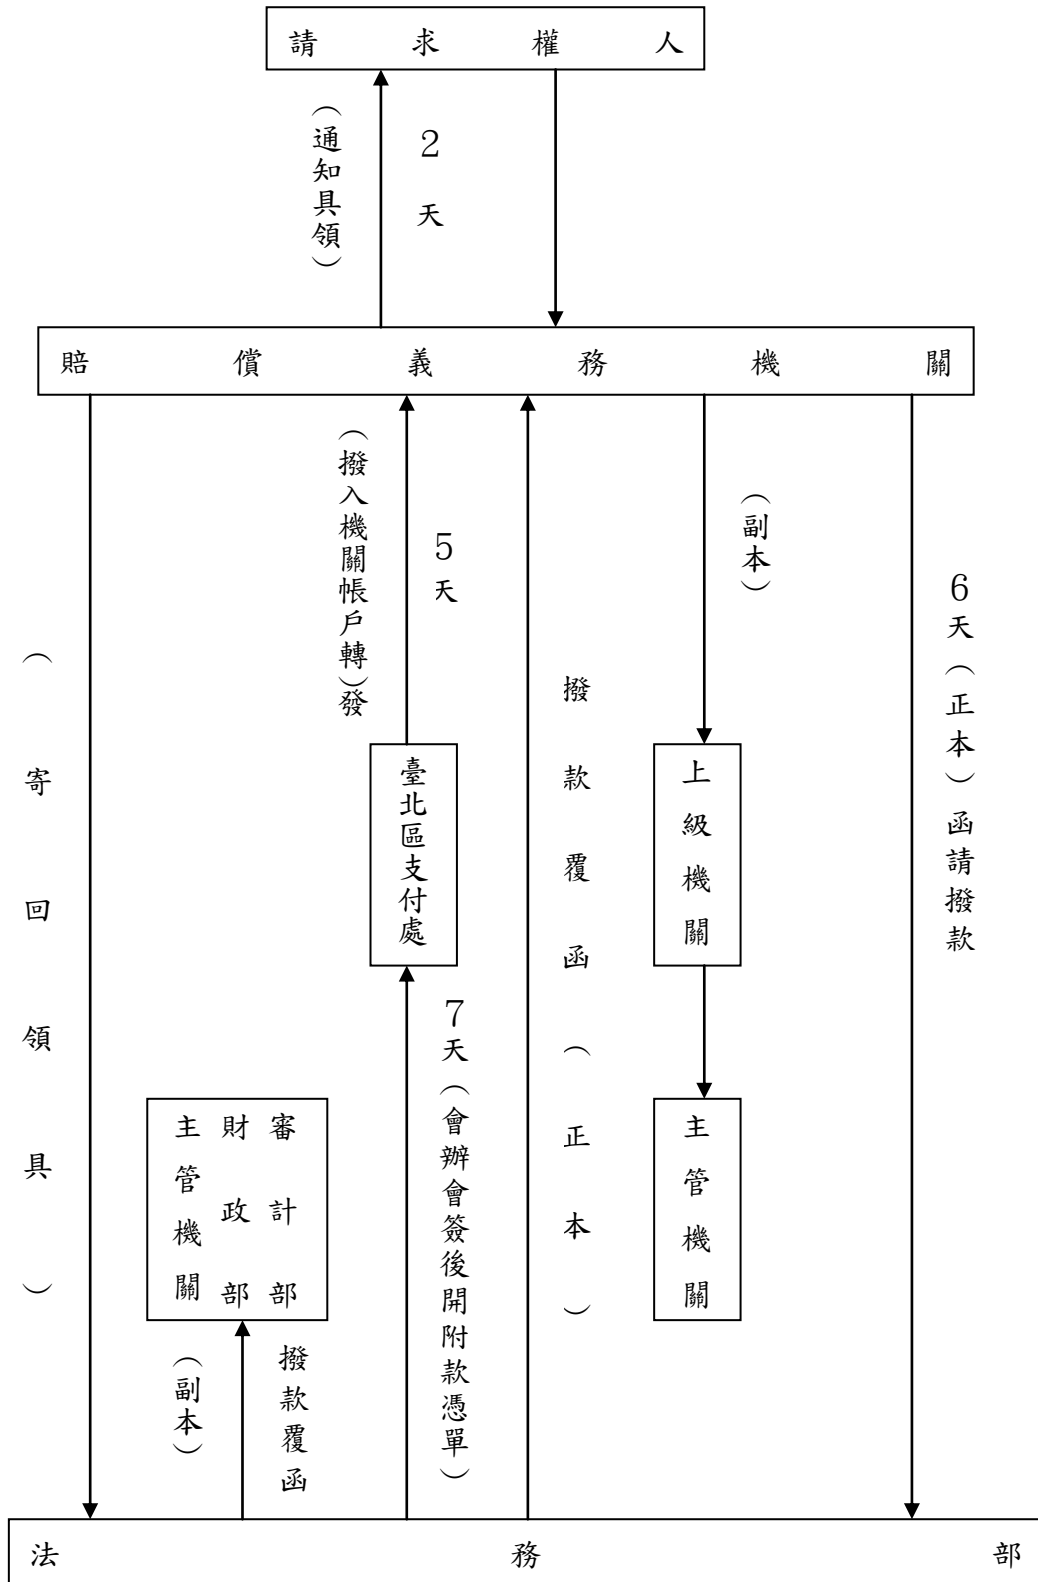 請求權人
（通知具領）
2天
賠償義務機關
（寄回領具）
（撥入機關帳戶轉）發
5天
撥款覆函（正本）
（副本）
6天（正本）函請撥款
臺北區支付處
上級機關
7天（會辦會簽後開附款憑單）
審計部
財政部
主管機關
主管機關
撥款覆函
（副本）
法務部